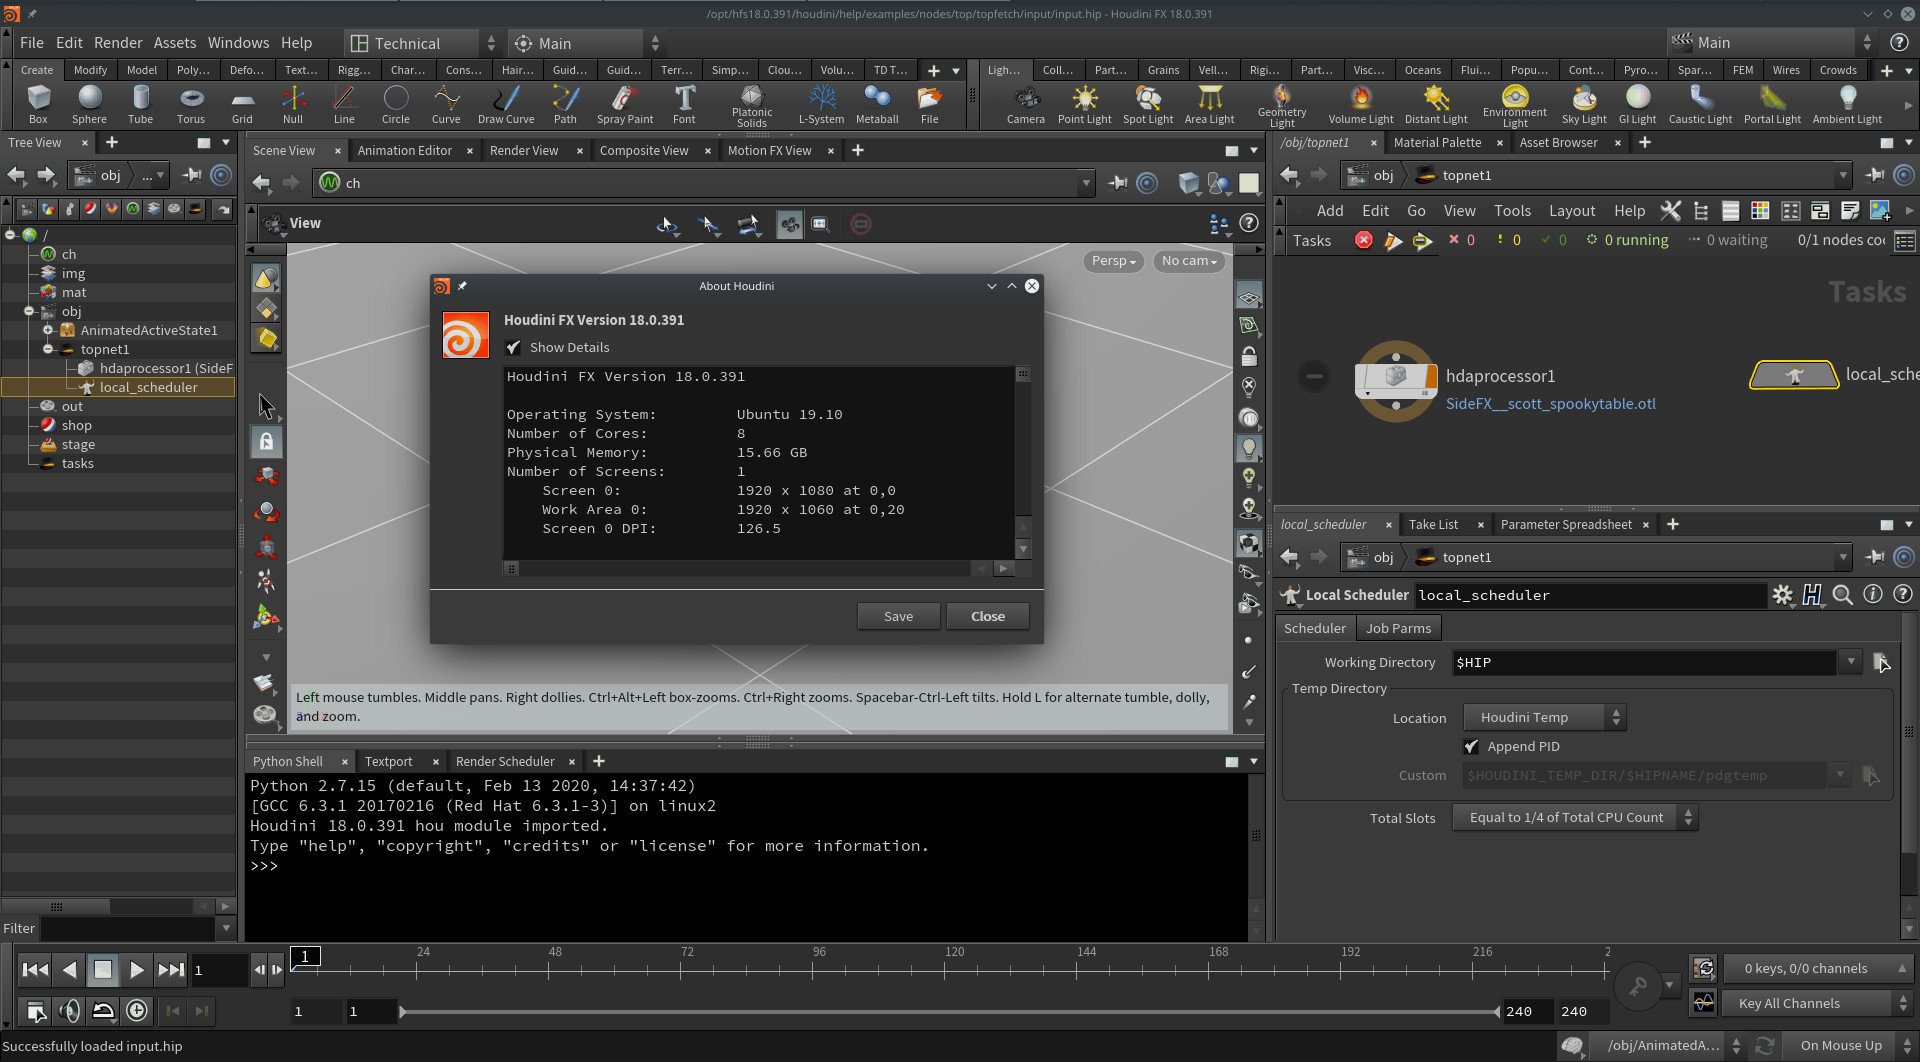 /opt/hfs18.0.391/houdini/help/examples/nodes/top/topfetch/input/input.hip - Houdini FX 18.0.391
File Edit Render Assets Windows Help Technical Main Main
Create Modify Model Poly... Defo... Text... Rigg... Char... Cons... Hair... Guid... Guid... Terr... Simp... Clou... Volu... TD T...
Ligh... Coll... Part... Grains Vell... Rigi... Part... Visc... Oceans Flui... Popu... Cont... Pyro... Spar... FEM Wires Crowds
Box Sphere Tube Torus Grid Null Line Circle Curve Draw Curve Path Spray Paint Font Platonic Solids L-System Metaball File
Camera Point Light Spot Light Area Light Geometry Light Volume Light Distant Light Environment Light Sky Light GI Light Caustic Light Portal Light Ambient Light
Tree View
obj ...
/
ch
img
mat
obj
AnimatedActiveState1
topnet1
hdaprocessor1 (SideF
local_scheduler
out
shop
stage
tasks
Filter
Scene View Animation Editor Render View Composite View Motion FX View
ch
View
Persp No cam
About Houdini
Houdini FX Version 18.0.391
Show Details
Houdini FX Version 18.0.391
Operating System: Ubuntu 19.10
Number of Cores: 8
Physical Memory: 15.66 GB
Number of Screens: 1
Screen 0: 1920 x 1080 at 0,0
Work Area 0: 1920 x 1060 at 0,20
Screen 0 DPI: 126.5
Save Close
Left mouse tumbles. Middle pans. Right dollies. Ctrl+Alt+Left box-zooms. Ctrl+Right zooms. Spacebar-Ctrl-Left tilts. Hold L for alternate tumble, dolly,
and zoom.
Python Shell Textport Render Scheduler
Python 2.7.15 (default, Feb 13 2020, 14:37:42)
[GCC 6.3.1 20170216 (Red Hat 6.3.1-3)] on linux2
Houdini 18.0.391 hou module imported.
Type "help", "copyright", "credits" or "license" for more information.
>>>
/obj/topnet1 Material Palette Asset Browser
obj topnet1
Add Edit Go View Tools Layout Help
Tasks 0 0 0 0 running 0 waiting 0/1 nodes coo
Tasks
hdaprocessor1
SideFX__scott_spookytable.otl
local_sche
local_scheduler Take List Parameter Spreadsheet
obj topnet1
Local Scheduler local_scheduler
Scheduler Job Parms
Working Directory $HIP
Temp Directory
Location Houdini Temp
Append PID
Custom $HOUDINI_TEMP_DIR/$HIPNAME/pdgtemp
Total Slots Equal to 1/4 of Total CPU Count
1 1 24 48 72 96 120 144 168 192 216 2
0 keys, 0/0 channels
1 1 240 240 Key All Channels
Successfully loaded input.hip /obj/AnimatedA... On Mouse Up